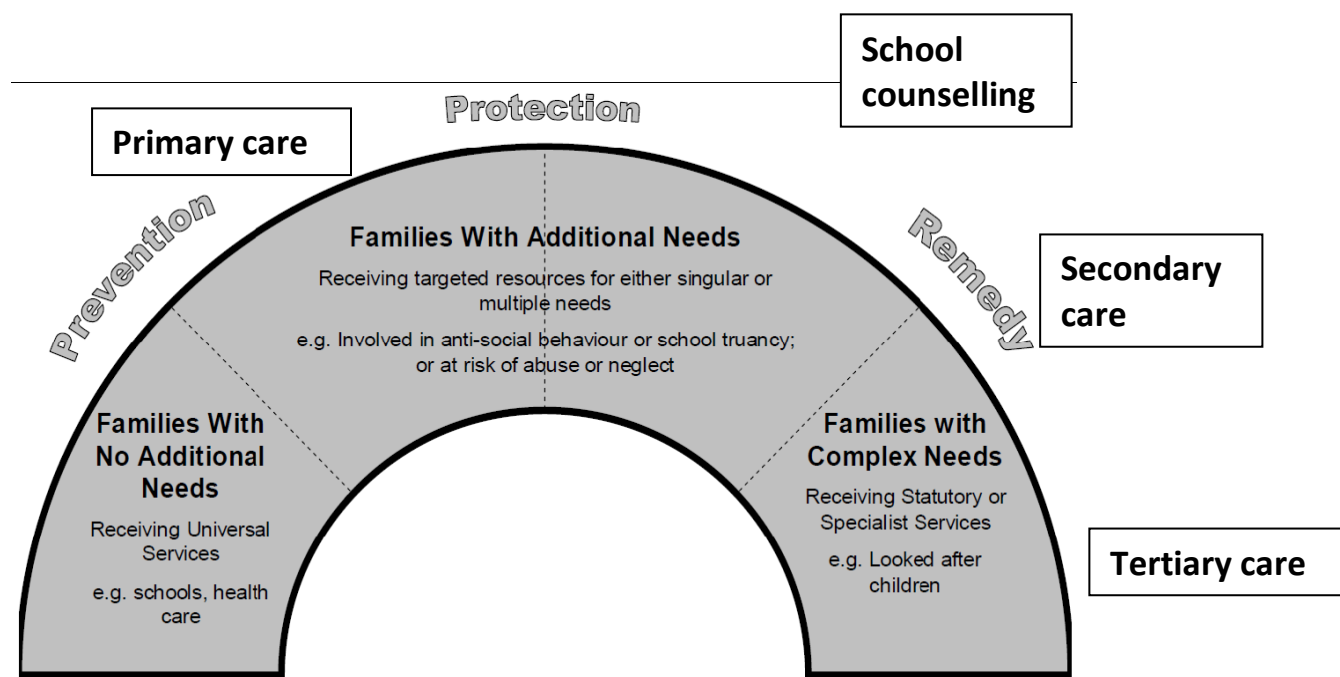 School
counselling
Protection
Primary care
Prevention
Remedy
Families With Additional Needs
Receiving targeted resources for either singular or
multiple needs
e.g. Involved in anti-social behaviour or school truancy;
or at risk of abuse or neglect
Secondary
care
Families With
No Additional
Needs
Receiving Universal
Services
e.g. schools, health
care
Families with
Complex Needs
Receiving Statutory or
Specialist Services
e.g. Looked after
children
Tertiary care